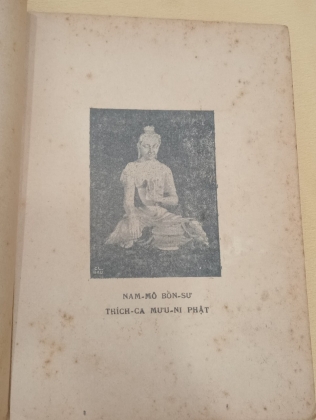 NAM-MÔ BỔN-SƯ
THÍCH-CA MƯU-NI PHẬT